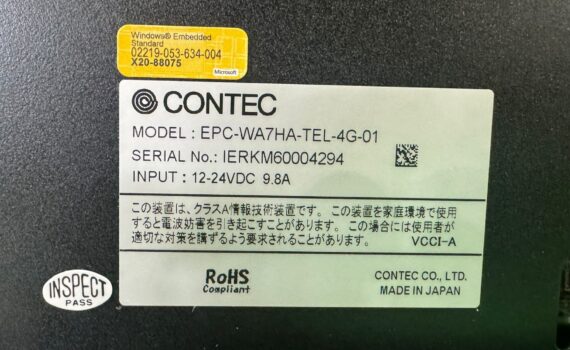 Windows® Embedded
Standard
02219-053-634-004
X20-88075
Microsoft
CONTEC
MODEL : EPC-WA7HA-TEL-4G-01
SERIAL No.: IERKM60004294
INPUT : 12-24VDC 9.8A
この装置は、クラスA情報技術装置です。この装置を家庭環境で使用
すると電波妨害を引き起こすことがあります。この場合には使用者が
適切な対策を講ずるよう要求されることがあります。 VCCI-A
RoHS
Compliant
CONTEC CO., LTD.
MADE IN JAPAN
INSPECT
PASS